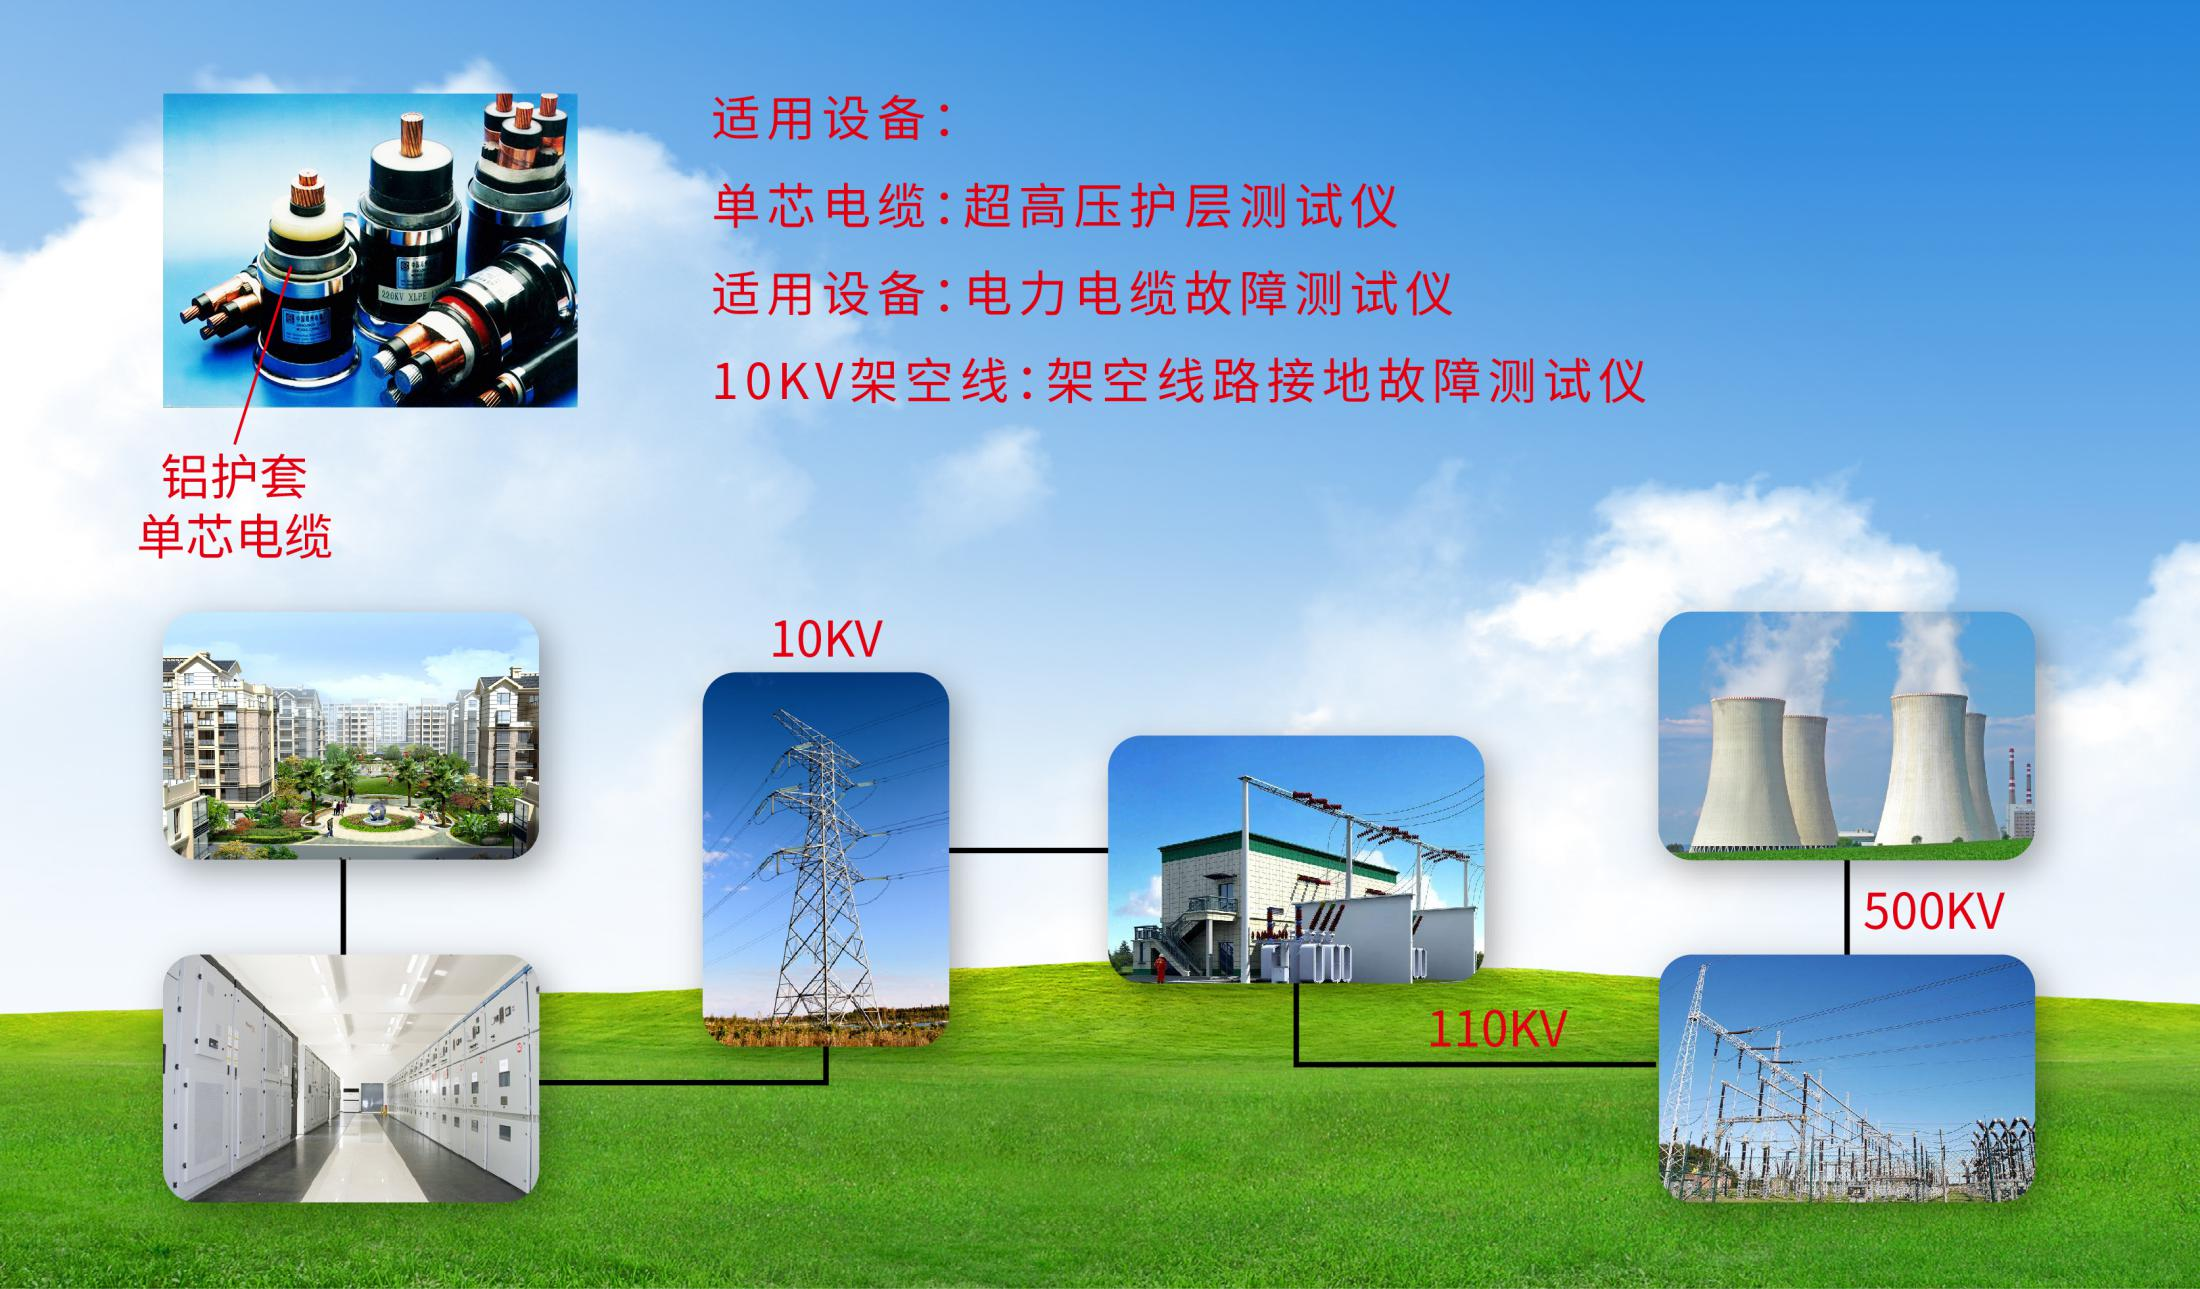 适用设备：
单芯电缆：超高压护层测试仪
适用设备：电力电缆故障测试仪
10KV架空线：架空线路接地故障测试仪
220KV XLPE
铝护套
单芯电缆
10KV
500KV
110KV